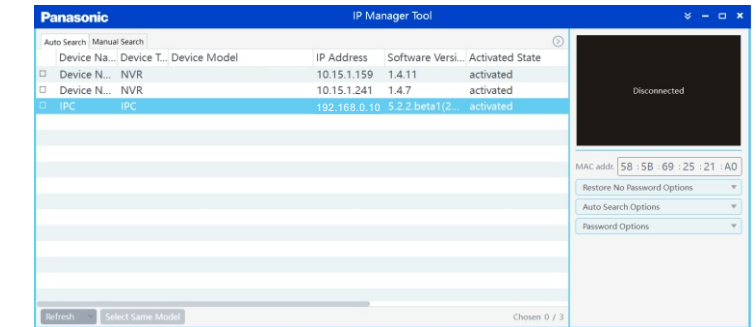 Panasonic IP Manager Tool
Auto Search Manual Search
Device Na... Device T... Device Model IP Address Software Versi... Activated State
Device N... NVR 10.15.1.159 1.4.11 activated
Device N... NVR 10.15.1.241 1.4.7 activated
IPC IPC 192.168.0.10 5.2.2.beta1(2... activated
Disconnected
MAC addr. 58 : 5B : 69 : 25 : 21 : A0
Restore No Password Options
Auto Search Options
Password Options
Refresh Select Same Model Chosen 0 / 3